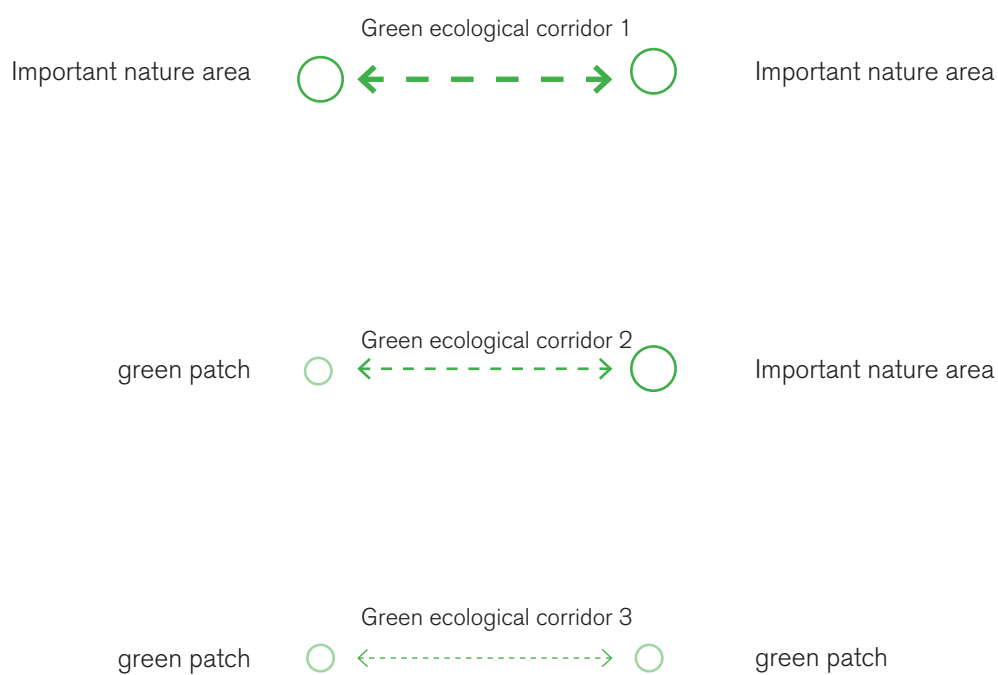 Green ecological corridor 1
Important nature area
Important nature area
Green ecological corridor 2
green patch
Important nature area
Green ecological corridor 3
green patch
green patch